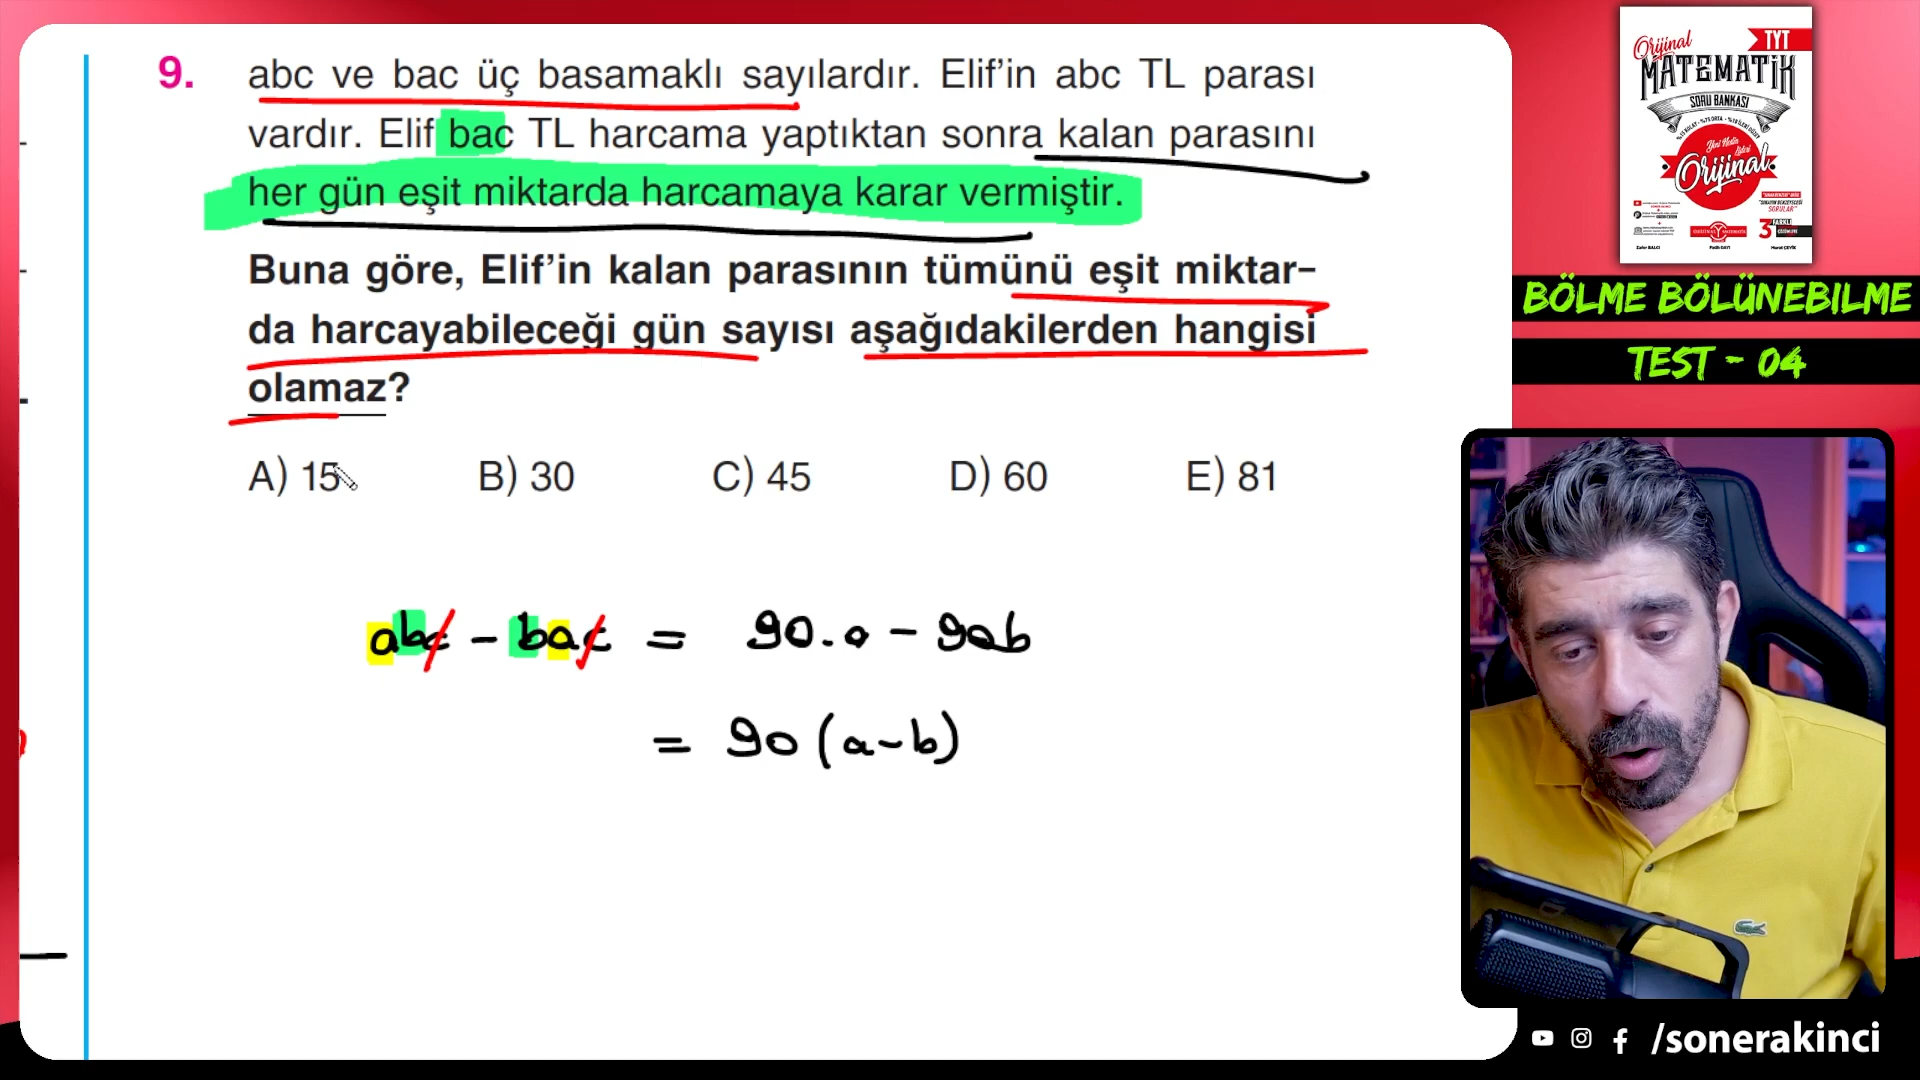 9. abc ve bac üç basamaklı sayılardır. Elif’in abc TL parası
vardır. Elif bac TL harcama yaptıktan sonra kalan parasını
her gün eşit miktarda harcamaya karar vermiştir.
Buna göre, Elif’in kalan parasının tümünü eşit miktar-
da harcayabileceği gün sayısı aşağıdakilerden hangisi
olamaz?
A) 15 B) 30 C) 45 D) 60 E) 81
abc - bac = 90.a - 90b
= 90 (a-b)
Orijinal
TYT
MATEMATİK
SORU BANKASI
Orijinal
3
BÖLME BÖLÜNEBILME
TEST - 04
/sonerakinci